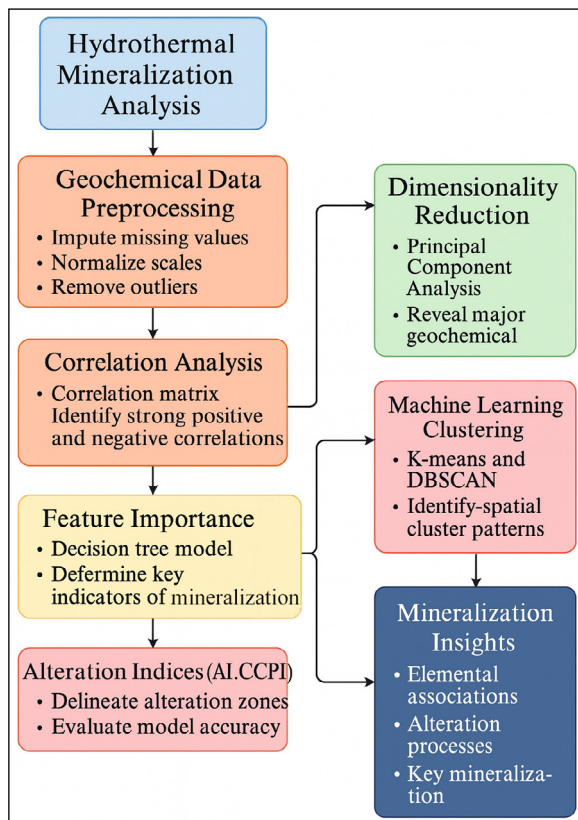 Hydrothermal
Mineralization
Analysis
Geochemical Data
Preprocessing
• Impute missing values
• Normalize scales
• Remove outliers
Correlation Analysis
• Correlation matrix
Identify strong positive
and negative correlations
Feature Importance
• Decision tree model
• Defermine key
indicators of mineralization
Alteration Indices (AI.CCPI)
• Delineate alteration zones
• Evaluate model accuracy
Dimensionality
Reduction
• Principal
Component
Analysis
• Reveal major
geochemical
Machine Learning
Clustering
• K-means and
DBSCAN
• Identify-spatial
cluster patterns
Mineralization
Insights
• Elemental
associations
• Alteration
processes
• Key mineraliza-
tion